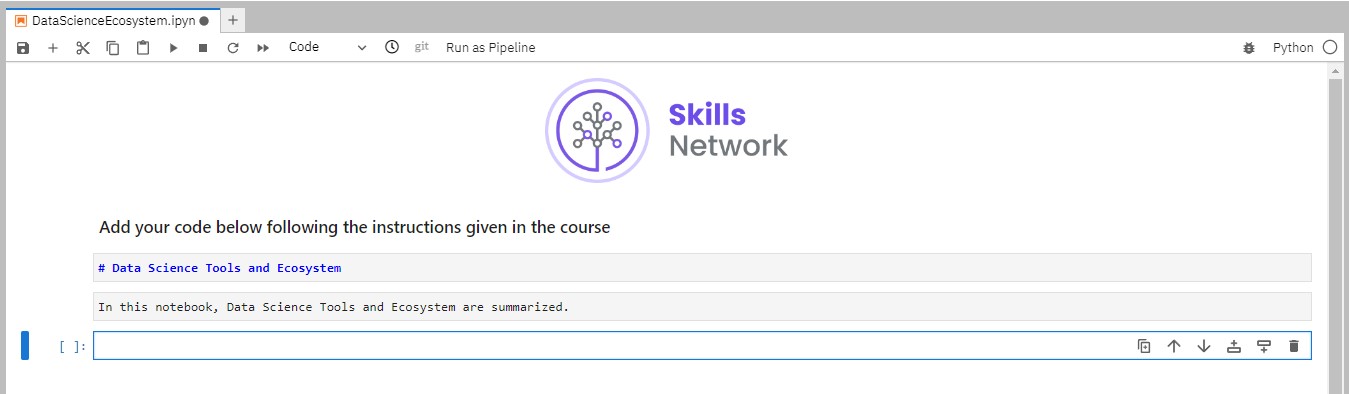 DataScienceEcosystem.ipyn
Code git Run as Pipeline Python
Skills
Network
Add your code below following the instructions given in the course
# Data Science Tools and Ecosystem
In this notebook, Data Science Tools and Ecosystem are summarized.
[ ]: